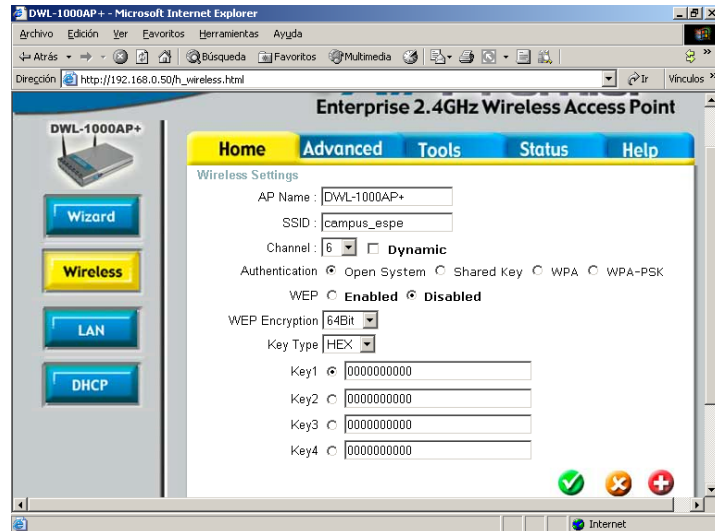 DWL-1000AP+ - Microsoft Internet Explorer
Archivo Edición Ver Favoritos Herramientas Ayuda
Atrás Búsqueda Favoritos Multimedia
Dirección http://192.168.0.50/h_wireless.html Ir Vínculos
Enterprise 2.4GHz Wireless Access Point
DWL-1000AP+
Home Advanced Tools Status Help
Wizard
Wireless
LAN
DHCP
Wireless Settings
AP Name : DWL-1000AP+
SSID : campus_espe
Channel : 6 Dynamic
Authentication Open System Shared Key WPA WPA-PSK
WEP Enabled Disabled
WEP Encryption 64Bit
Key Type HEX
Key1 0000000000
Key2 0000000000
Key3 0000000000
Key4 0000000000
Internet